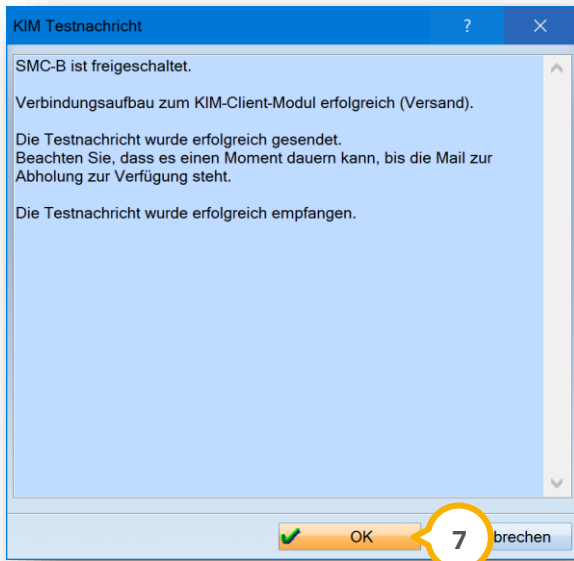 KIM Testnachricht ? ×
SMC-B ist freigeschaltet.
Verbindungsaufbau zum KIM-Client-Modul erfolgreich (Versand).
Die Testnachricht wurde erfolgreich gesendet.
Beachten Sie, dass es einen Moment dauern kann, bis die Mail zur
Abholung zur Verfügung steht.
Die Testnachricht wurde erfolgreich empfangen.
OK 7 brechen